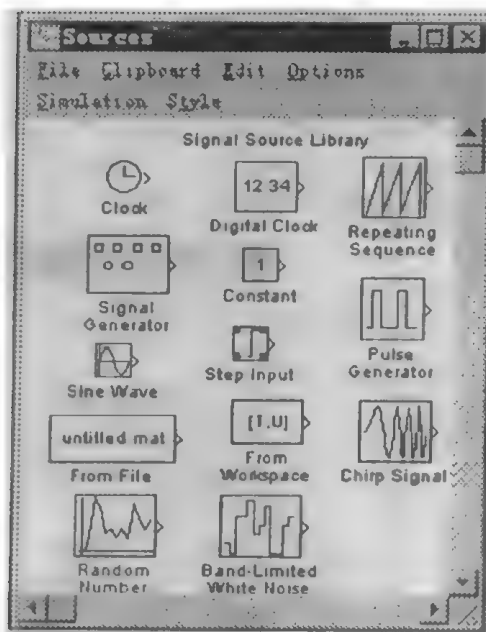 Sources
File Clipboard Edit Options
Simulation Style
Signal Source Library
Clock
12 34
Digital Clock
Repeating
Sequence
Signal
Generator
1
Constant
Pulse
Generator
Sine Wave
Step Input
untitled mat
From File
[T,U]
From
Workspace
Chirp Signal
Random
Number
Band-Limited
White Noise